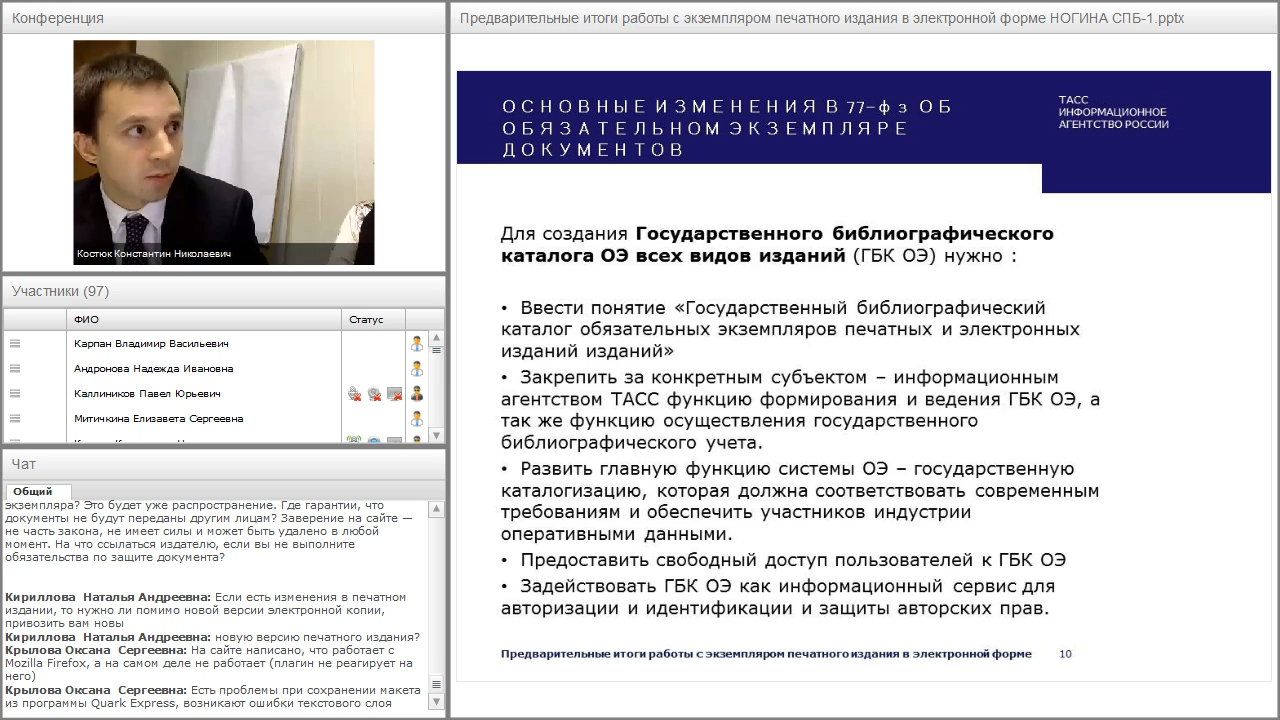 Конференция
Костюк Константин Николаевич
Участники (97)
ФИО Статус
Карпан Владимир Васильевич
Андронова Надежда Ивановна
Каллиников Павел Юрьевич
Митичкина Елизавета Сергеевна
Чат
Общий
экземпляра? Это будет уже распространение. Где гарантии, что
документы не будут переданы другим лицам? Заверение на сайте —
не часть закона, не имеет силы и может быть удалено в любой
момент. На что ссылаться издателю, если вы не выполните
обязательства по защите документа?
Кириллова Наталья Андреевна: Если есть изменения в печатном
издании, то нужно ли помимо новой версии электронной копии,
привозить вам новы
Кириллова Наталья Андреевна: новую версию печатного издания?
Крылова Оксана Сергеевна: На сайте написано, что работает с
Mozilla Firefox, а на самом деле не работает (плагин не реагирует на
него)
Крылова Оксана Сергеевна: Есть проблемы при сохранении макета
из программы Quark Express, возникают ошибки текстового слоя
Предварительные итоги работы с экземпляром печатного издания в электронной форме НОГИНА СПБ-1.pptx
ОСНОВНЫЕ ИЗМЕНЕНИЯ В 77-ф з ОБ
ОБЯЗАТЕЛЬНОМ ЭКЗЕМПЛЯРЕ
ДОКУМЕНТОВ
ТАСС
ИНФОРМАЦИОННОЕ
АГЕНТСТВО РОССИИ
Для создания Государственного библиографического
каталога ОЭ всех видов изданий (ГБК ОЭ) нужно :
• Ввести понятие «Государственный библиографический
каталог обязательных экземпляров печатных и электронных
изданий изданий»
• Закрепить за конкретным субъектом – информационным
агентством ТАСС функцию формирования и ведения ГБК ОЭ, а
так же функцию осуществления государственного
библиографического учета.
• Развить главную функцию системы ОЭ – государственную
каталогизацию, которая должна соответствовать современным
требованиям и обеспечить участников индустрии
оперативными данными.
• Предоставить свободный доступ пользователей к ГБК ОЭ
• Задействовать ГБК ОЭ как информационный сервис для
авторизации и идентификации и защиты авторских прав.
Предварительные итоги работы с экземпляром печатного издания в электронной форме 10